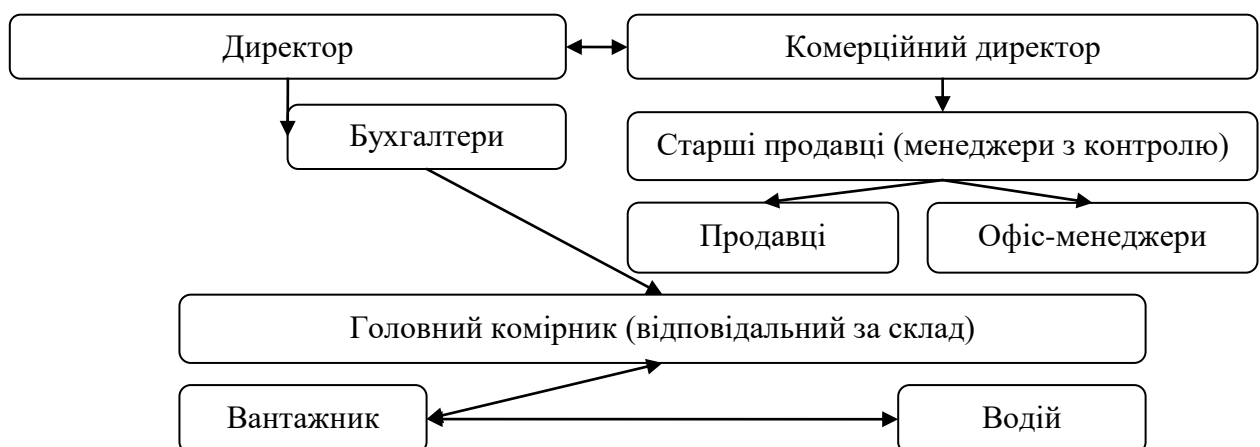 Директор
Комерційний директор
Бухгалтери
Старші продавці (менеджери з контролю)
Продавці
Офіс-менеджери
Головний комірник (відповідальний за склад)
Вантажник
Водій